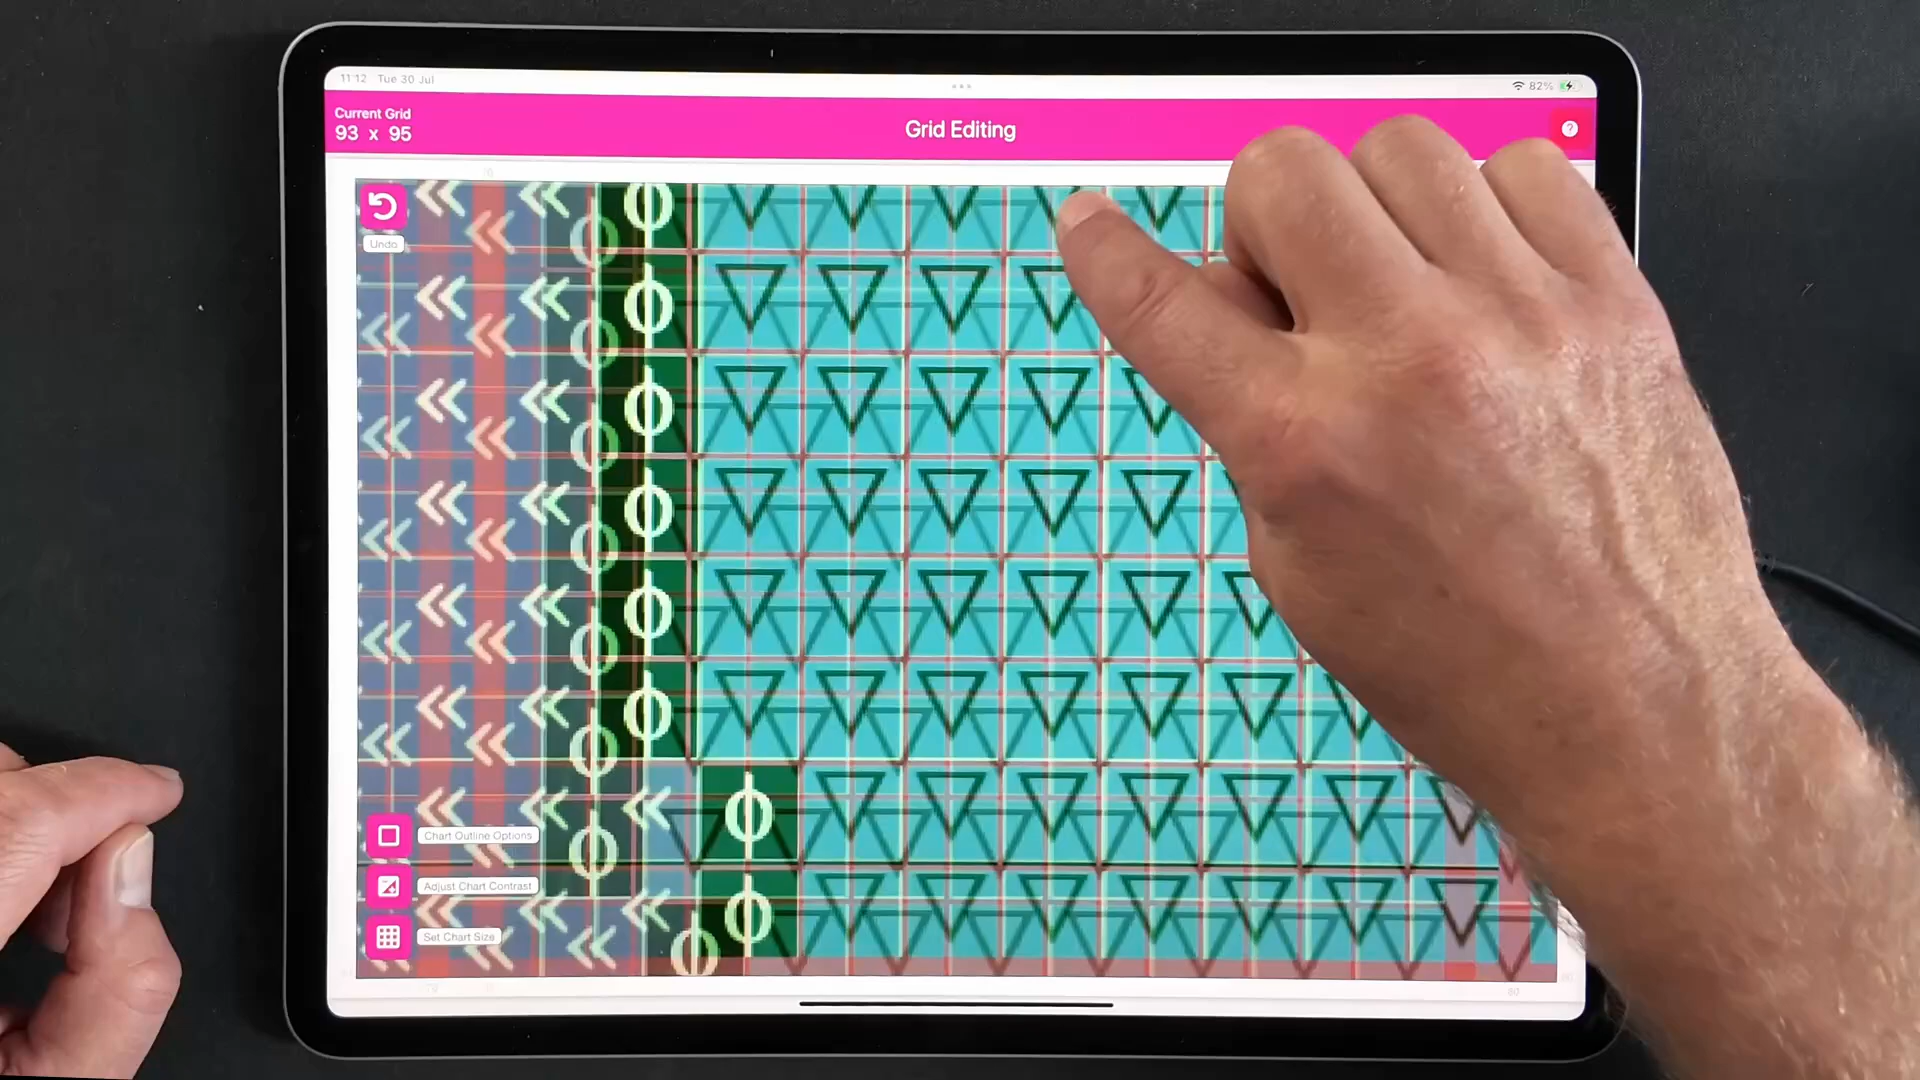 11:12 Tue 30 Jul
82%
Current Grid
93 x 95
Grid Editing
?
Undo
Chart Outline Options
Adjust Chart Contrast
Set Chart Size